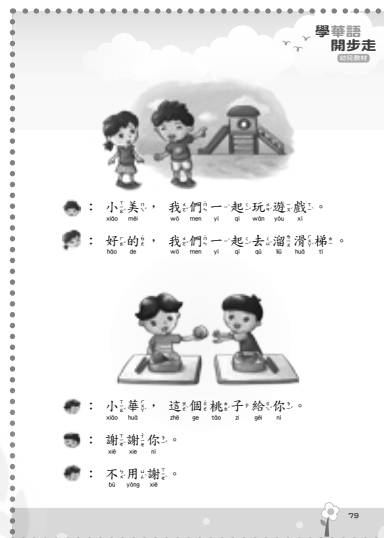 學華語
開步走
幼兒教材
：小美，我們一起玩遊戲。
xiǎo měi wǒ men yì qǐ wán yóu xì
：好的，我們一起去溜滑梯。
hǎo de wǒ men yì qǐ qù liū huá tī
：小華，這個桃子給你。
xiǎo huá zhè ge táo zi gěi nǐ
：謝謝你。
xiè xie nǐ
：不用謝。
bú yòng xiè
79